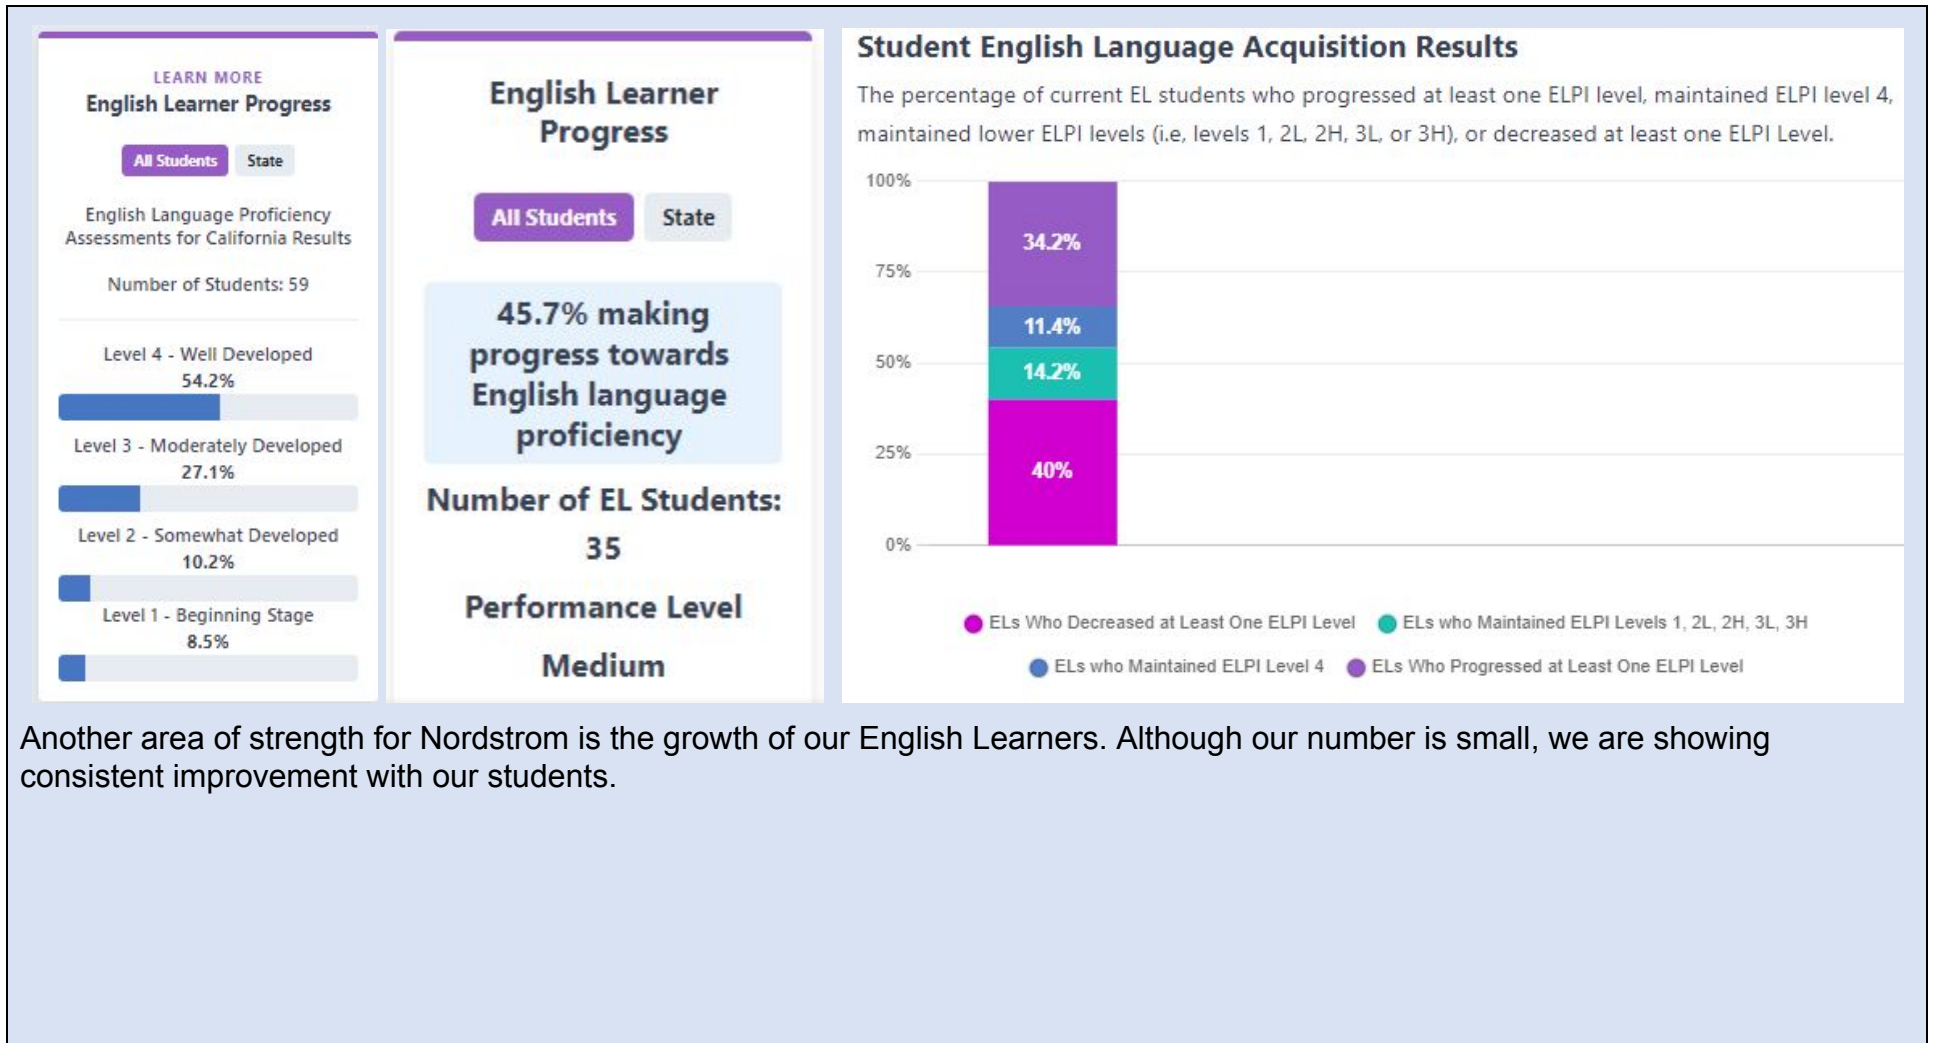 LEARN MORE
English Learner Progress
All Students State
English Language Proficiency
Assessments for California Results
Number of Students: 59
Level 4 - Well Developed
54.2%
Level 3 - Moderately Developed
27.1%
Level 2 - Somewhat Developed
10.2%
Level 1 - Beginning Stage
8.5%
English Learner
Progress
All Students State
45.7% making
progress towards
English language
proficiency
Number of EL Students:
35
Performance Level
Medium
Student English Language Acquisition Results
The percentage of current EL students who progressed at least one ELPI level, maintained ELPI level 4,
maintained lower ELPI levels (i.e, levels 1, 2L, 2H, 3L, or 3H), or decreased at least one ELPI Level.
100%
34.2%
75%
11.4%
50%
14.2%
25%
40%
0%
ELs Who Decreased at Least One ELPI Level ELs who Maintained ELPI Levels 1, 2L, 2H, 3L, 3H
ELs who Maintained ELPI Level 4 ELs Who Progressed at Least One ELPI Level
Another area of strength for Nordstrom is the growth of our English Learners. Although our number is small, we are showing
consistent improvement with our students.